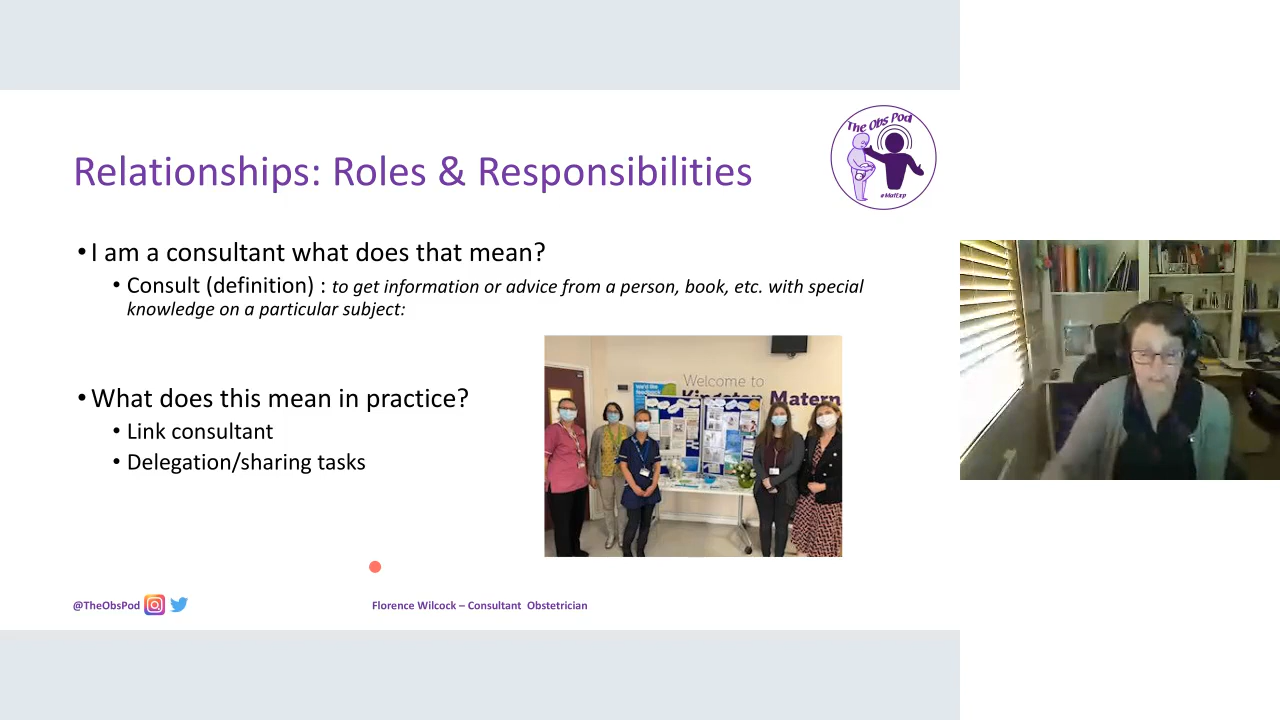 The Obs Pod
#MatExp
Relationships: Roles & Responsibilities
•I am a consultant what does that mean?
• Consult (definition) : to get information or advice from a person, book, etc. with special
knowledge on a particular subject:
Welcome to
Kingston Matern
•What does this mean in practice?
• Link consultant
• Delegation/sharing tasks
@TheObsPod
Florence Wilcock – Consultant Obstetrician